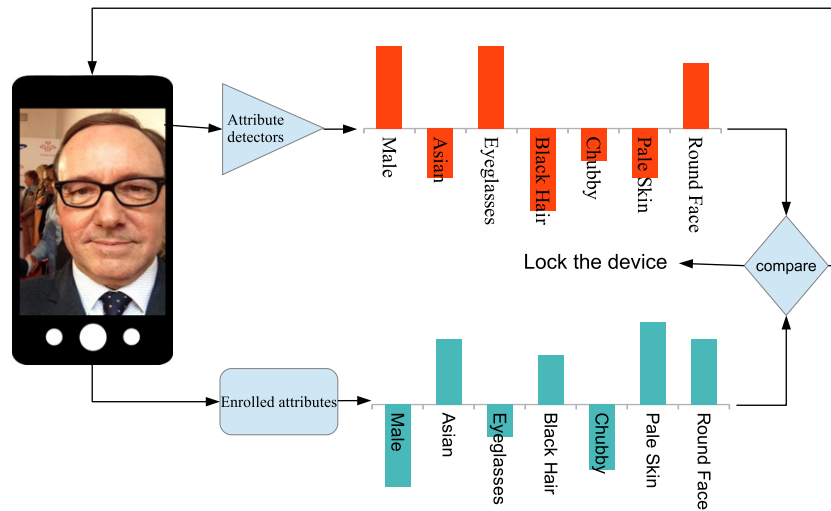 Attribute
detectors
Male
Asian
Eyeglasses
Black Hair
Chubby
Pale Skin
Round Face
Lock the device
compare
Enrolled attributes
Male
Asian
Eyeglasses
Black Hair
Chubby
Pale Skin
Round Face